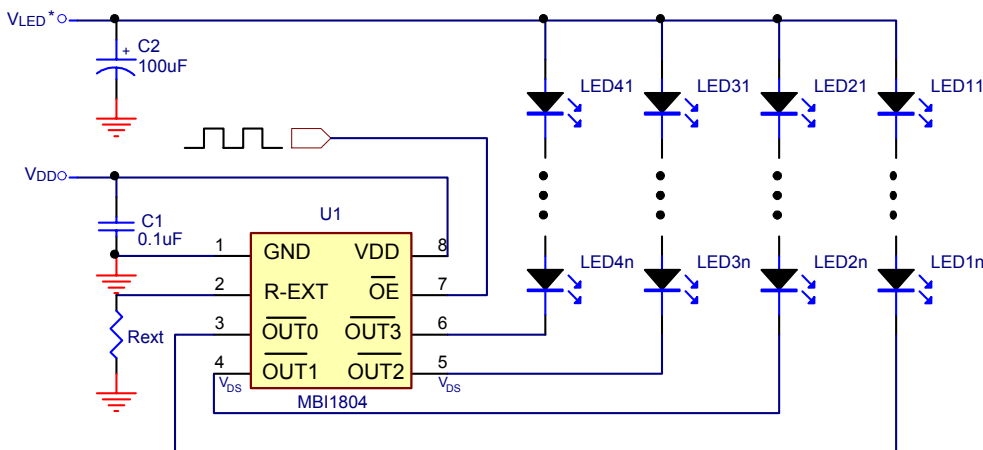 VLED*
C2
+
100uF
LED41
LED31
LED21
LED11
VDD
C1
0.1uF
U1
1
GND
VDD
8
2
R-EXT
OE
7
3
OUT0
OUT3
6
4
OUT1
OUT2
5
VDS
VDS
MBI1804
Rext
LED4n
LED3n
LED2n
LED1n